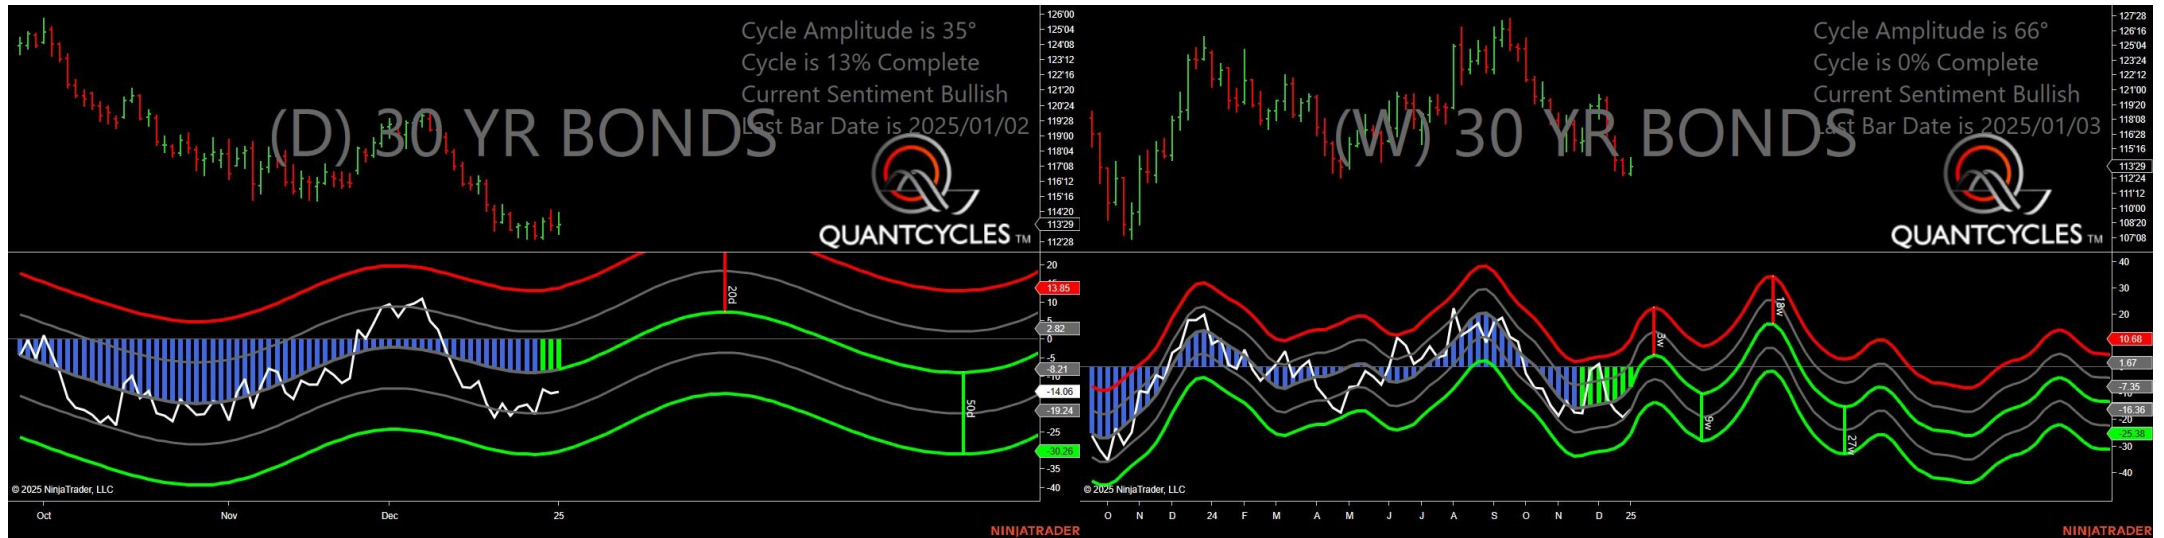 Cycle Amplitude is 35°
Cycle is 13% Complete
Current Sentiment Bullish
Last Bar Date is 2025/01/02
(D) 30 YR BONDS
QUANTCYCLES TM
126'00
125'04
124'08
123'12
122'16
121'20
120'24
119'28
119'00
118'04
117'08
116'12
115'16
114'20
113'29
112'28
20
13.85
10
5
2.82
0
-5
-8.21
-10
-14.06
-19.24
-25
-30.26
-35
-40
20d
50d
© 2025 NinjaTrader, LLC
Oct Nov Dec 25
NINJATRADER
Cycle Amplitude is 66°
Cycle is 0% Complete
Current Sentiment Bullish
Last Bar Date is 2025/01/03
(W) 30 YR BONDS
QUANTCYCLES TM
127'28
126'16
125'04
123'24
122'12
121'00
119'20
118'08
116'28
115'16
113'29
112'24
111'12
110'00
108'20
107'08
40
30
20
10.68
1.67
-7.35
-10
-16.36
-20
-25.38
-30
-40
18w
9w
27w
© 2025 NinjaTrader, LLC
O N D 24 F M A M J J A S O N D 25
NINJATRADER